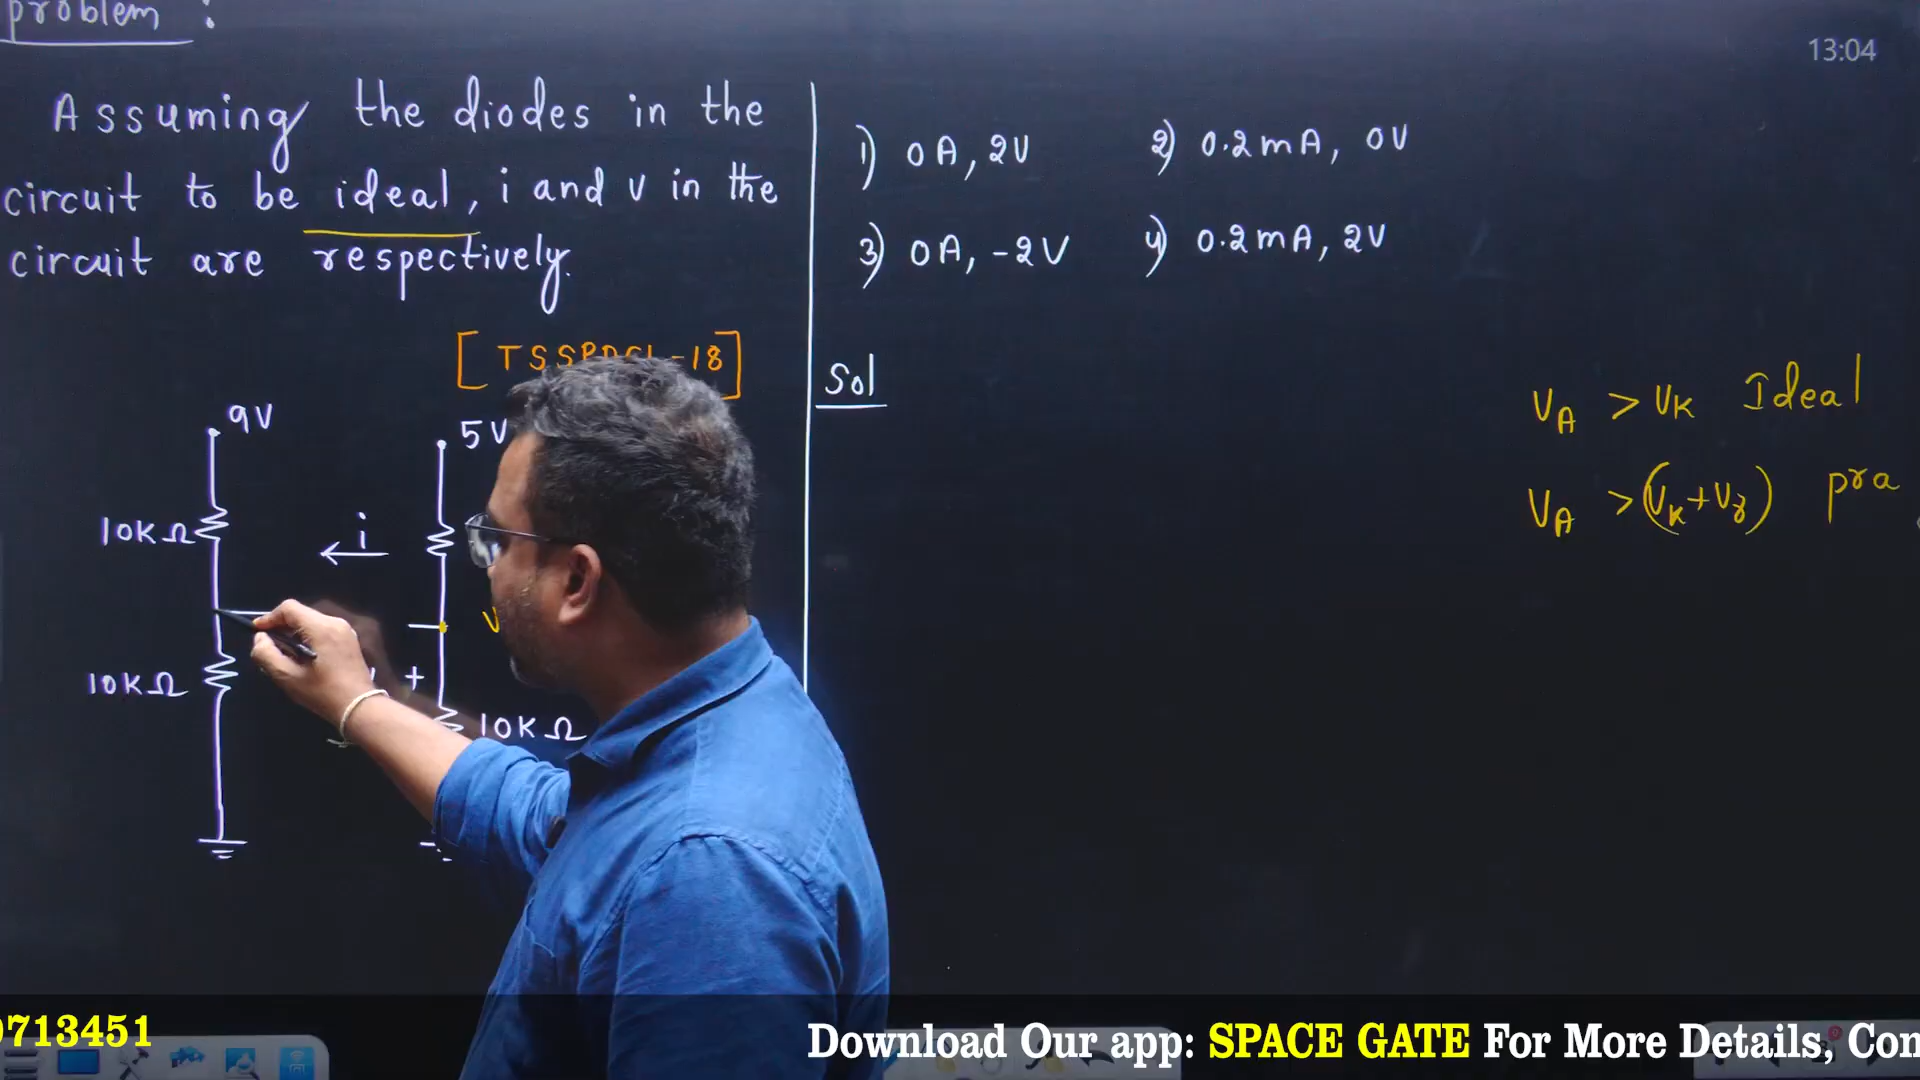 problem :
13:04
Assuming the diodes in the
circuit to be ideal, i and v in the
circuit are respectively.
1) 0A, 2V
2) 0.2mA, 0V
3) 0A, -2V
4) 0.2mA, 2V
Sol
VA > VK Ideal
VA > (VK+Vγ) pra
9V
5V
10KΩ
i
10KΩ
+
10KΩ
713451
Download Our app: SPACE GATE For More Details, Con